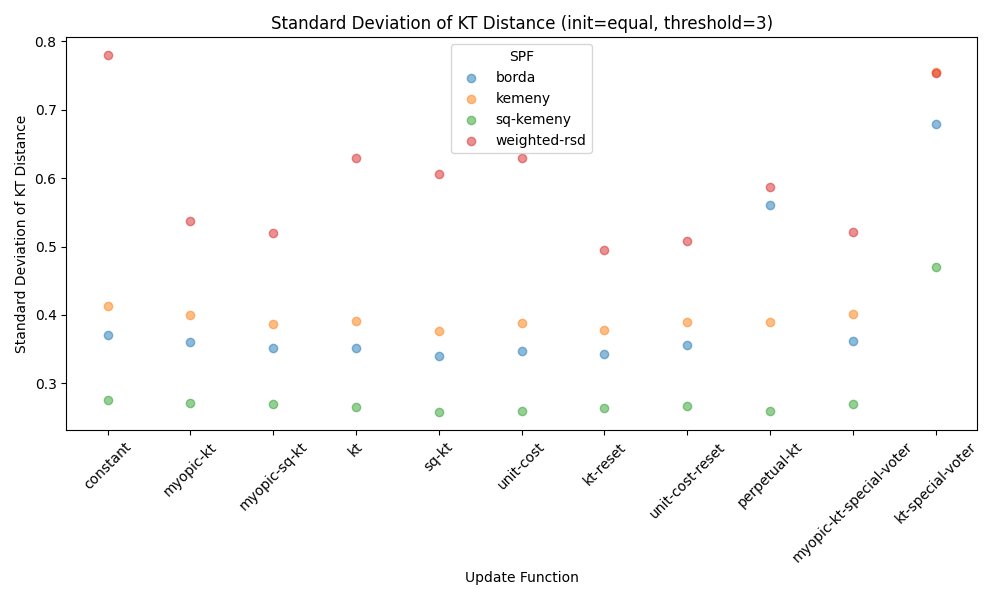 Standard Deviation of KT Distance (init=equal, threshold=3)
SPF
borda
kemeny
sq-kemeny
weighted-rsd
Standard Deviation of KT Distance
0.8
0.7
0.6
0.5
0.4
0.3
constant
myopic-kt
myopic-sq-kt
kt
sq-kt
unit-cost
kt-reset
unit-cost-reset
perpetual-kt
myopic-kt-special-voter
kt-special-voter
Update Function